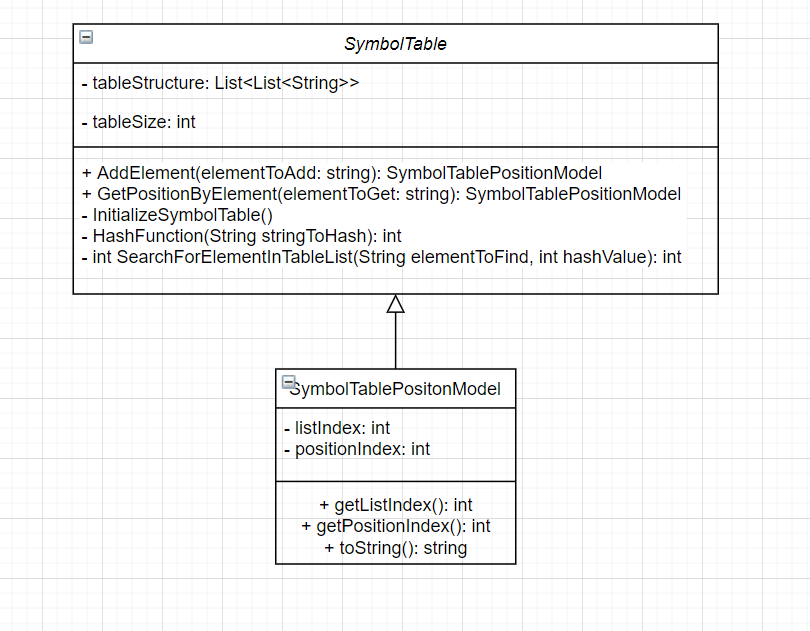 SymbolTable
- tableStructure: List<List<String>>
- tableSize: int
+ AddElement(elementToAdd: string): SymbolTablePositionModel
+ GetPositionByElement(elementToGet: string): SymbolTablePositionModel
- InitializeSymbolTable()
- HashFunction(String stringToHash): int
- int SearchForElementInTableList(String elementToFind, int hashValue): int
SymbolTablePositonModel
- listIndex: int
- positionIndex: int
+ getListIndex(): int
+ getPositionIndex(): int
+ toString(): string